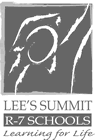 LEE'S SUMMIT
R-7 SCHOOLS
Learning for Life